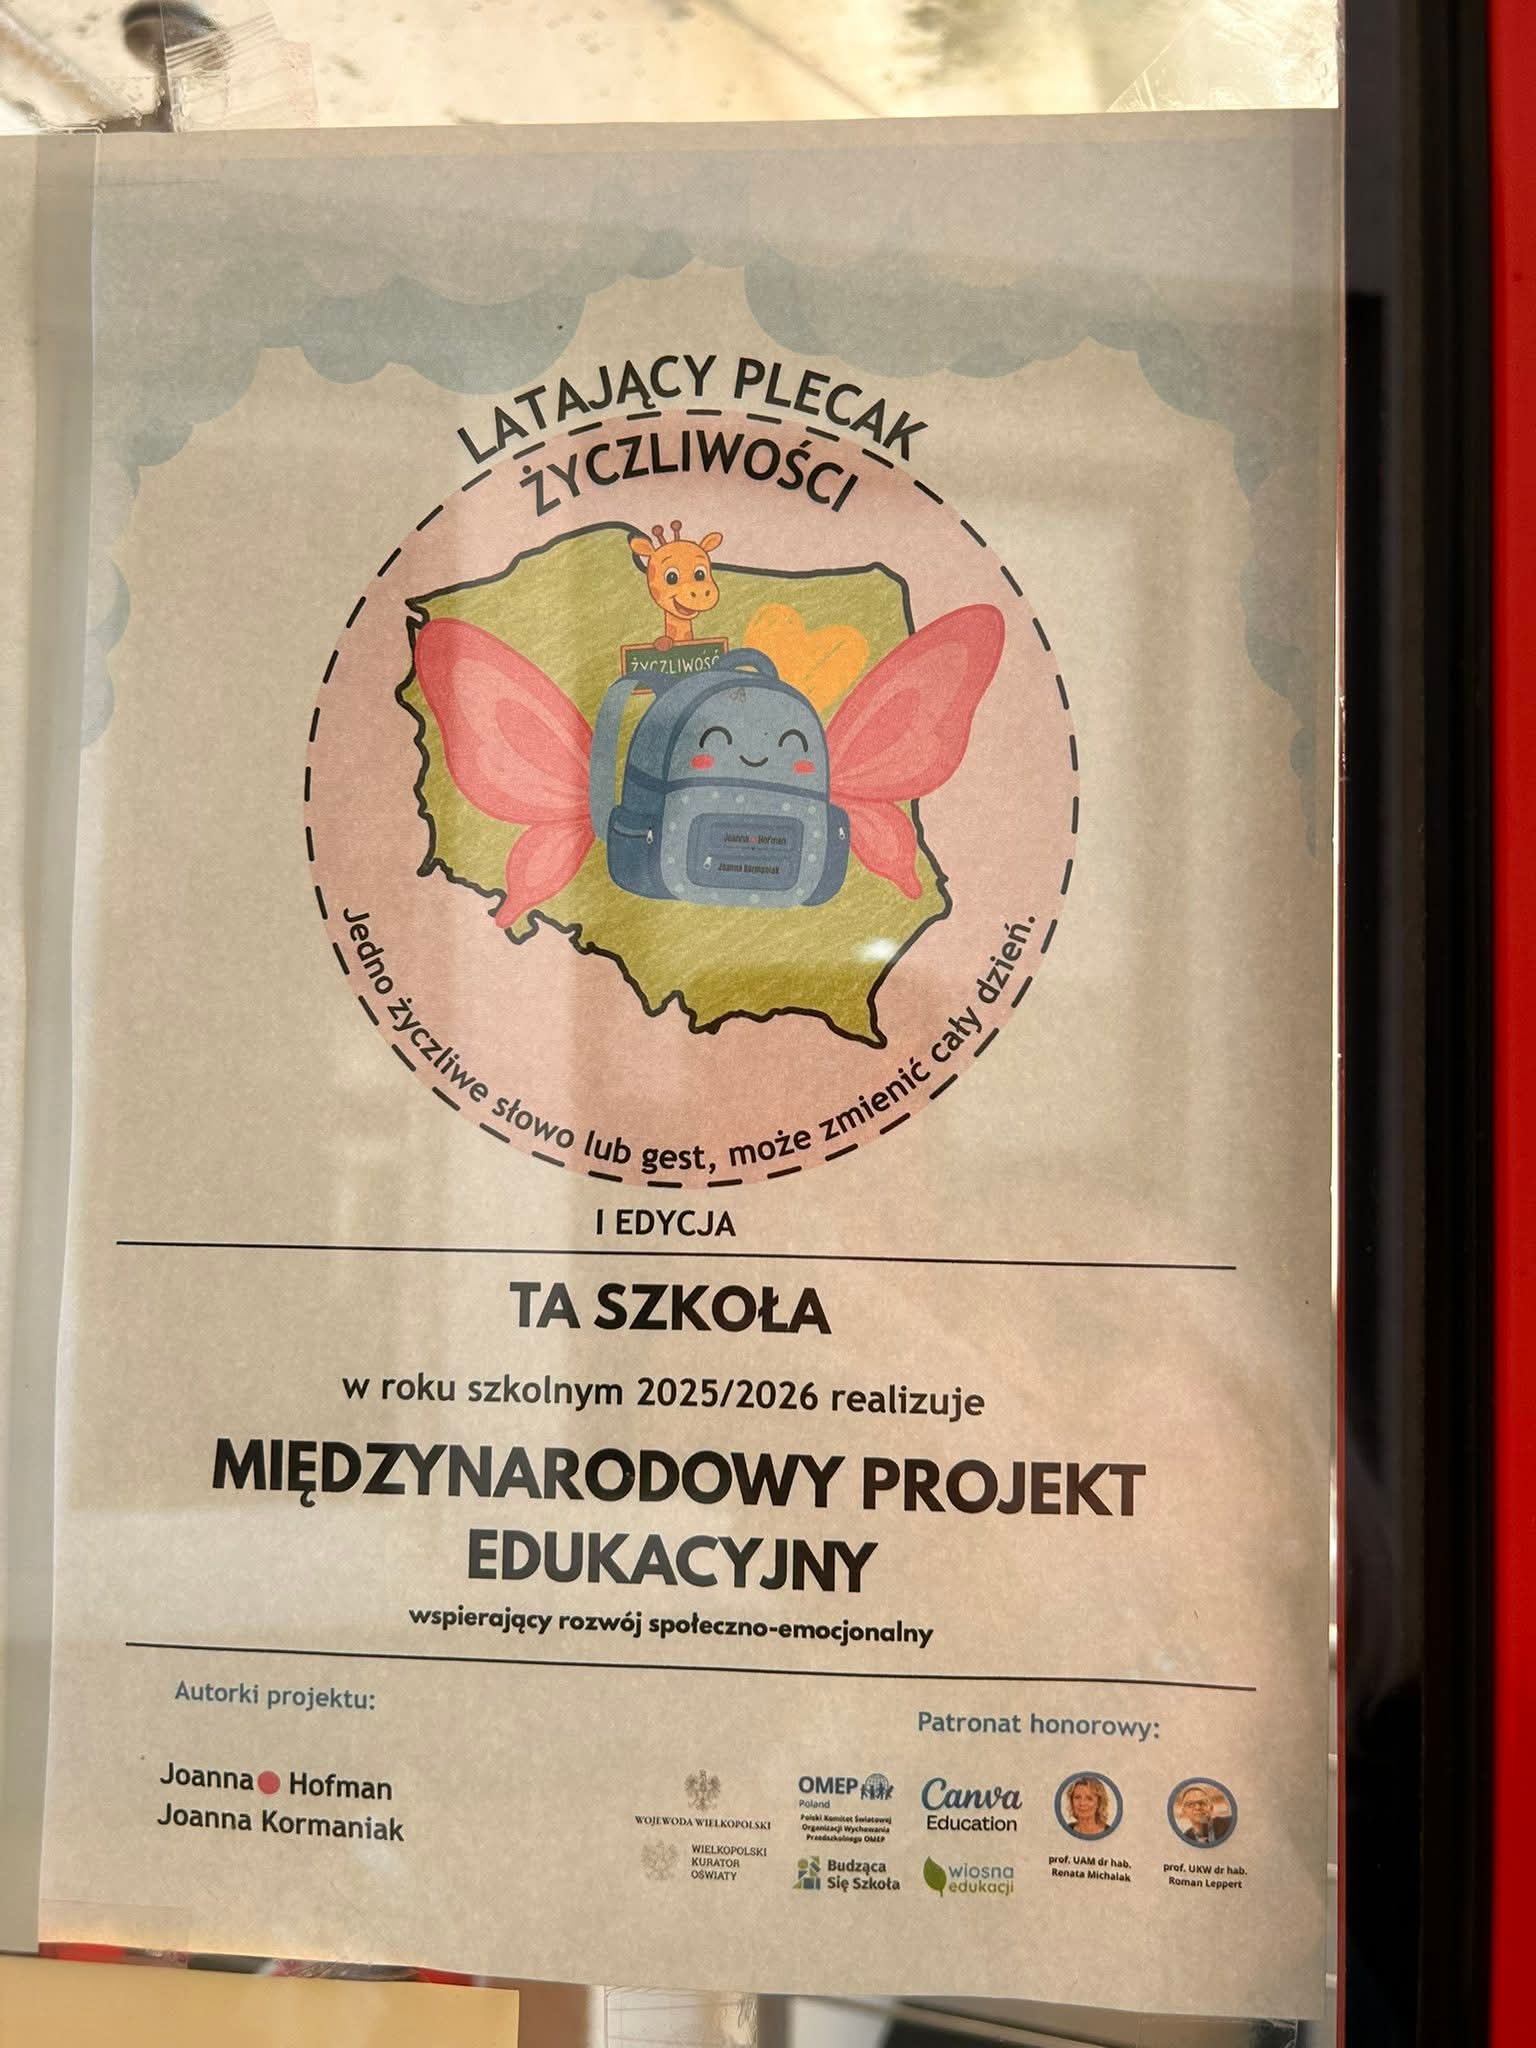 LATAJĄCY PLECAK
ŻYCZLIWOŚCI
ŻYCZLIWOŚĆ
Joanna Hofman
Joanna Kormaniak
Jedno życzliwe słowo lub gest, może zmienić cały dzień.
I EDYCJA
TA SZKOŁA
w roku szkolnym 2025/2026 realizuje
MIĘDZYNARODOWY PROJEKT
EDUKACYJNY
wspierający rozwój społeczno-emocjonalny
Autorki projektu:
Joanna Hofman
Joanna Kormaniak
Patronat honorowy:
WOJEWODA WIELKOPOLSKI
WIELKOPOLSKI
KURATOR
OŚWIATY
OMEP
Poland
Polski Komitet Światowej
Organizacji Wychowania
Przedszkolnego OMEP
Budząca
Się Szkoła
Canva
Education
wiosna
edukacji
prof. UAM dr hab.
Renata Michalak
prof. UKW dr hab.
Roman Leppert